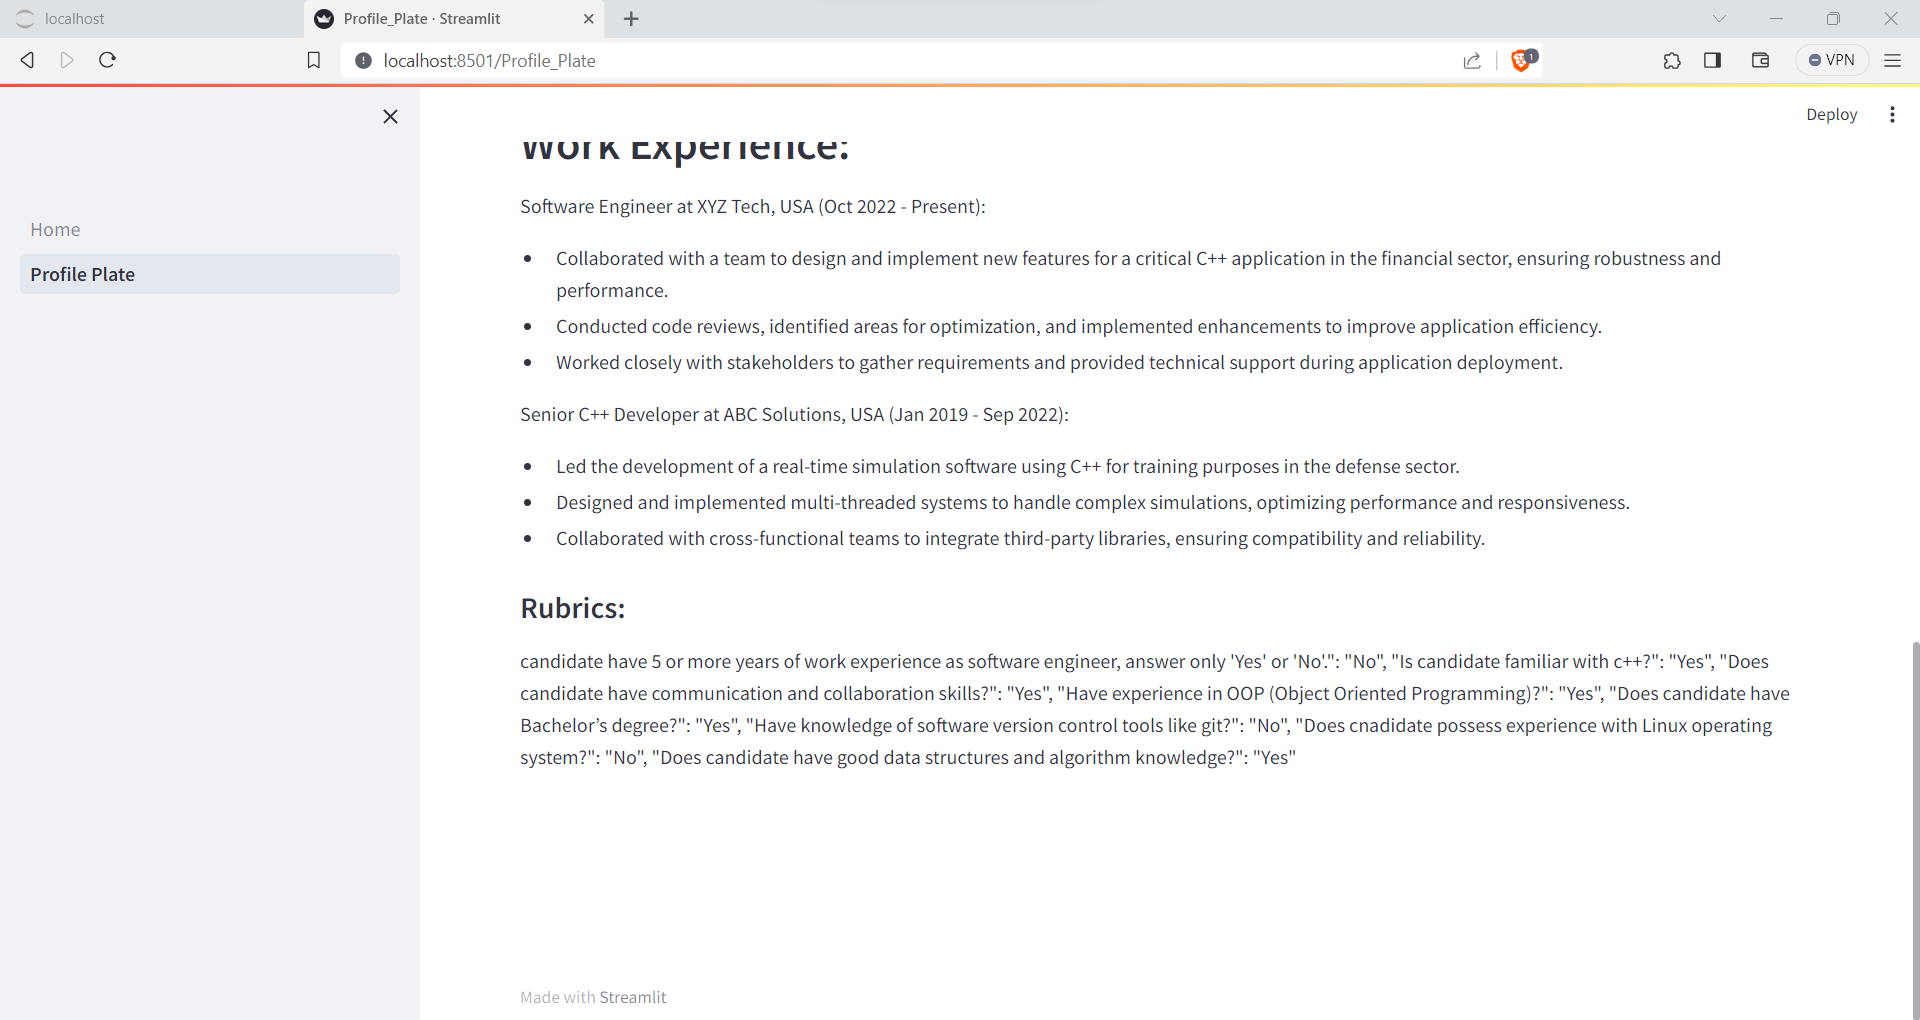 localhost
Profile_Plate · Streamlit
localhost:8501/Profile_Plate
1
VPN
Deploy
Home
Profile Plate
Work Experience:
Software Engineer at XYZ Tech, USA (Oct 2022 - Present):
• Collaborated with a team to design and implement new features for a critical C++ application in the financial sector, ensuring robustness and
performance.
• Conducted code reviews, identified areas for optimization, and implemented enhancements to improve application efficiency.
• Worked closely with stakeholders to gather requirements and provided technical support during application deployment.
Senior C++ Developer at ABC Solutions, USA (Jan 2019 - Sep 2022):
• Led the development of a real-time simulation software using C++ for training purposes in the defense sector.
• Designed and implemented multi-threaded systems to handle complex simulations, optimizing performance and responsiveness.
• Collaborated with cross-functional teams to integrate third-party libraries, ensuring compatibility and reliability.
Rubrics:
candidate have 5 or more years of work experience as software engineer, answer only 'Yes' or 'No'.": "No", "Is candidate familiar with c++?": "Yes", "Does
candidate have communication and collaboration skills?": "Yes", "Have experience in OOP (Object Oriented Programming)?": "Yes", "Does candidate have
Bachelor’s degree?": "Yes", "Have knowledge of software version control tools like git?": "No", "Does cnadidate possess experience with Linux operating
system?": "No", "Does candidate have good data structures and algorithm knowledge?": "Yes"
Made with Streamlit